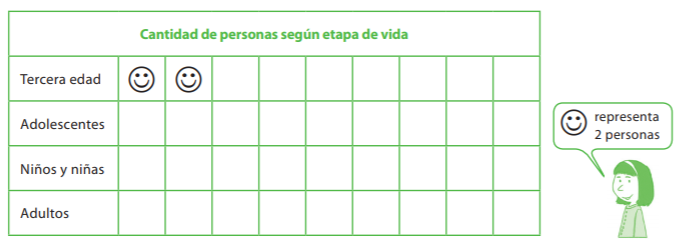 Cantidad de personas según etapa de vida
Tercera edad
Adolescentes
Niños y niñas
Adultos
representa
2 personas